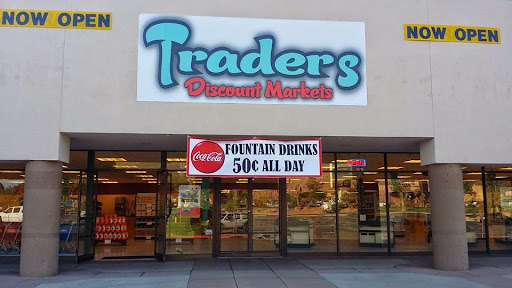 NOW OPEN
NOW OPEN
Traders
Discount Markets
Coca-Cola
FOUNTAIN DRINKS
50¢ ALL DAY